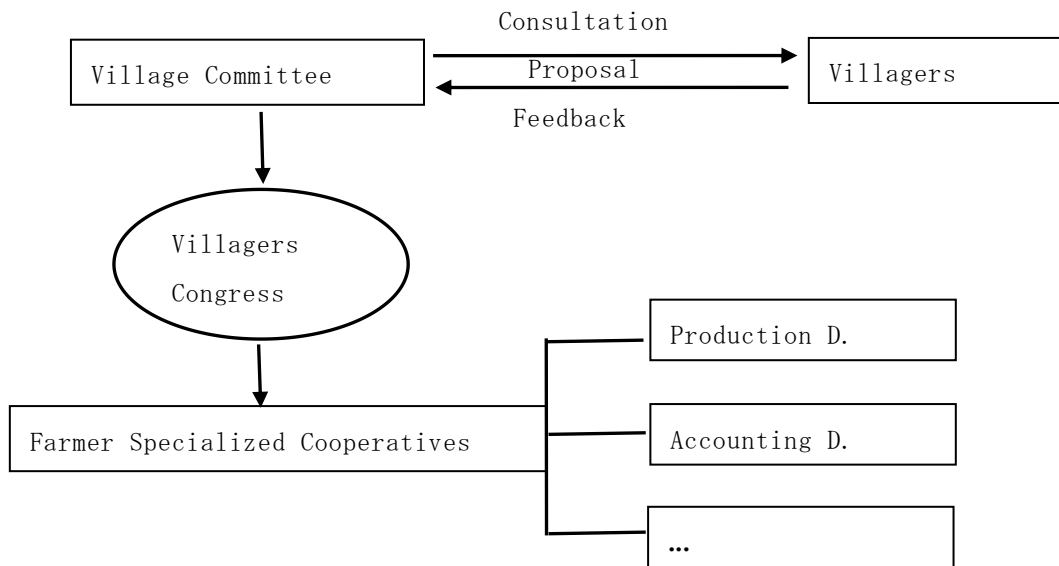 Consultation
Village Committee
Proposal
Villagers
Feedback
Villagers
Congress
Production D.
Farmer Specialized Cooperatives
Accounting D.
...